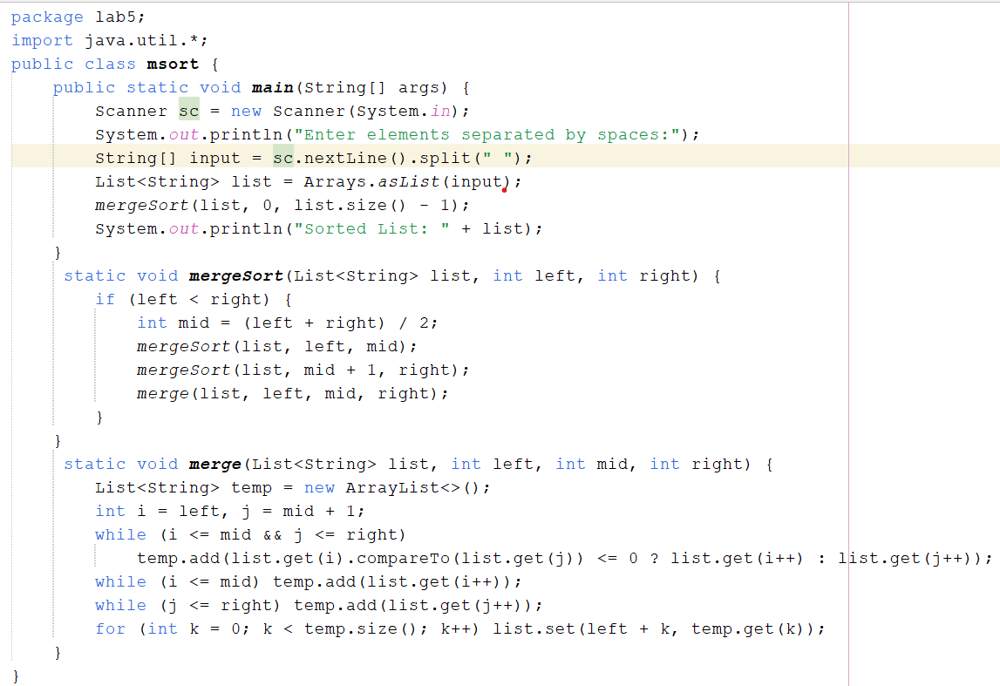 package lab5;
import java.util.*;
public class msort {
    public static void main(String[] args) {
        Scanner sc = new Scanner(System.in);
        System.out.println("Enter elements separated by spaces:");
        String[] input = sc.nextLine().split(" ");
        List<String> list = Arrays.asList(input);
        mergeSort(list, 0, list.size() - 1);
        System.out.println("Sorted List: " + list);
    }
     static void mergeSort(List<String> list, int left, int right) {
        if (left < right) {
            int mid = (left + right) / 2;
            mergeSort(list, left, mid);
            mergeSort(list, mid + 1, right);
            merge(list, left, mid, right);
        }
    }
     static void merge(List<String> list, int left, int mid, int right) {
        List<String> temp = new ArrayList<>();
        int i = left, j = mid + 1;
        while (i <= mid && j <= right)
            temp.add(list.get(i).compareTo(list.get(j)) <= 0 ? list.get(i++) : list.get(j++));
        while (i <= mid) temp.add(list.get(i++));
        while (j <= right) temp.add(list.get(j++));
        for (int k = 0; k < temp.size(); k++) list.set(left + k, temp.get(k));
    }
}